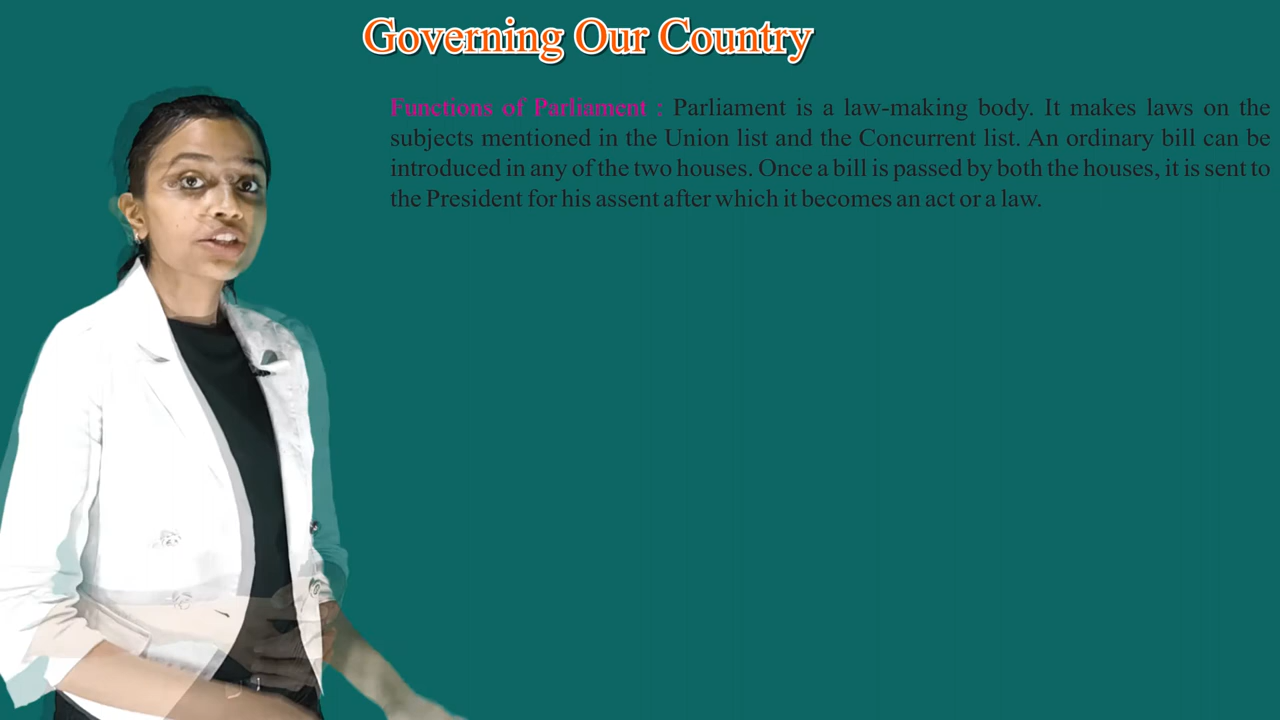 Governing Our Country
Functions of Parliament : Parliament is a law-making body. It makes laws on the
subjects mentioned in the Union list and the Concurrent list. An ordinary bill can be
introduced in any of the two houses. Once a bill is passed by both the houses, it is sent to
the President for his assent after which it becomes an act or a law.